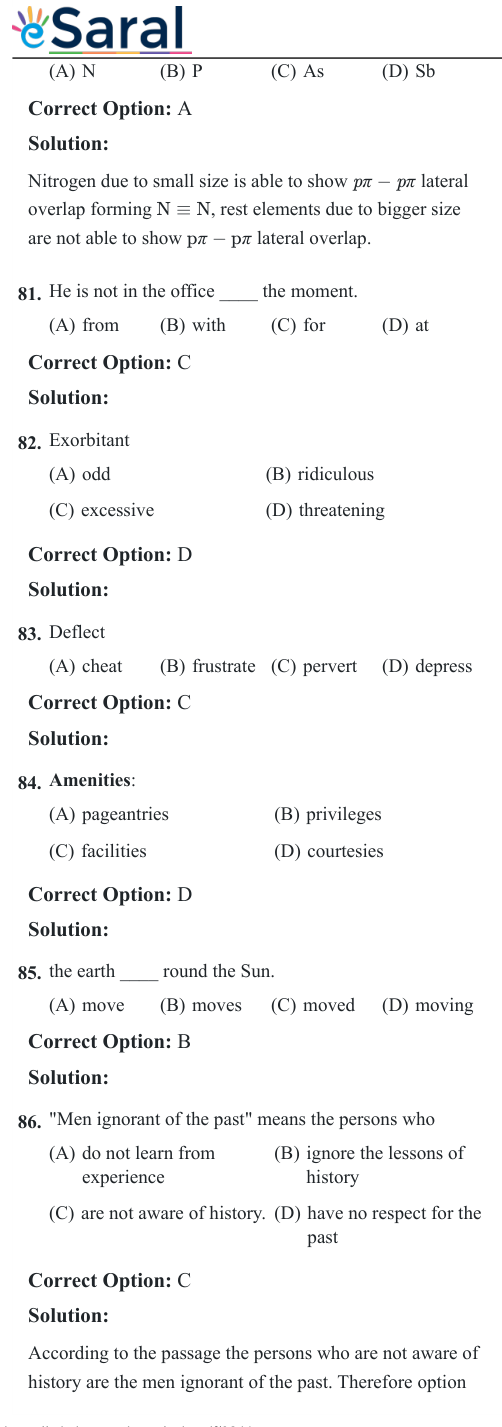 eSaral
(A) N (B) P (C) As (D) Sb
Correct Option: A
Solution:
Nitrogen due to small size is able to show pπ − pπ lateral
overlap forming N ≡ N, rest elements due to bigger size
are not able to show pπ − pπ lateral overlap.
81. He is not in the office ____ the moment.
(A) from (B) with (C) for (D) at
Correct Option: C
Solution:
82. Exorbitant
(A) odd (B) ridiculous
(C) excessive (D) threatening
Correct Option: D
Solution:
83. Deflect
(A) cheat (B) frustrate (C) pervert (D) depress
Correct Option: C
Solution:
84. Amenities:
(A) pageantries (B) privileges
(C) facilities (D) courtesies
Correct Option: D
Solution:
85. the earth ____ round the Sun.
(A) move (B) moves (C) moved (D) moving
Correct Option: B
Solution:
86. "Men ignorant of the past" means the persons who
(A) do not learn from (B) ignore the lessons of
experience history
(C) are not aware of history. (D) have no respect for the
past
Correct Option: C
Solution:
According to the passage the persons who are not aware of
history are the men ignorant of the past. Therefore option